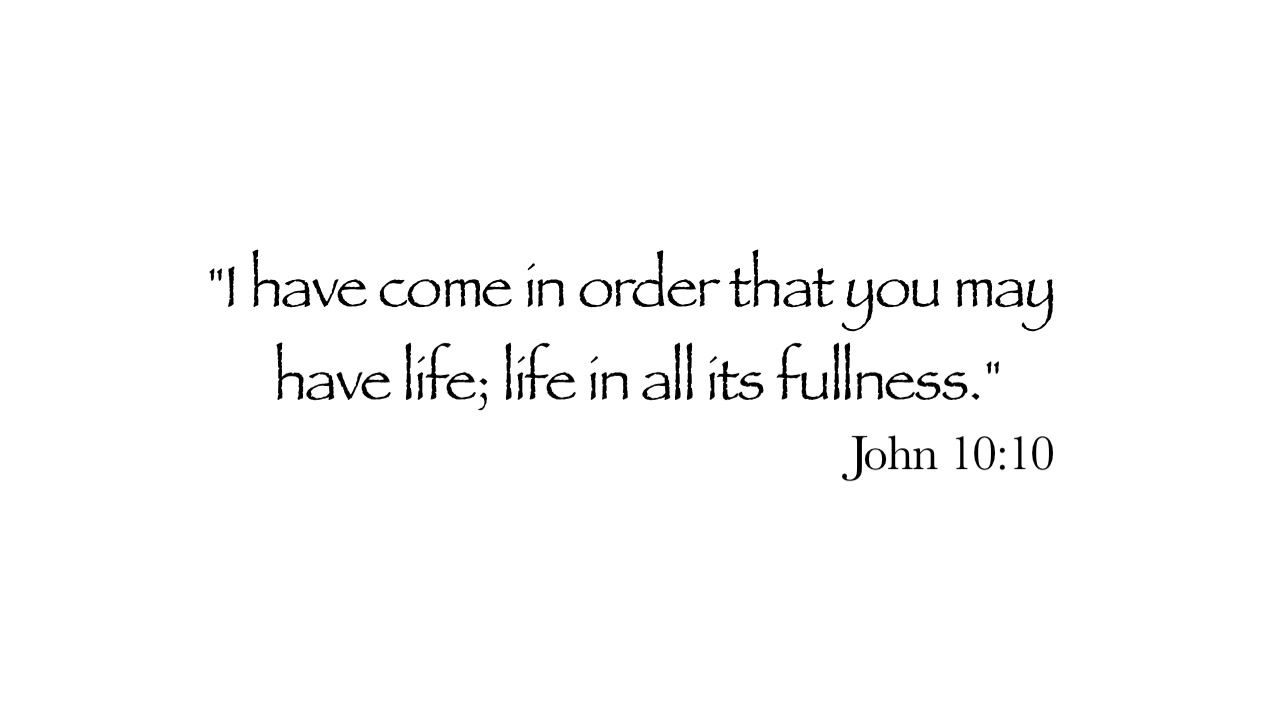 "I have come in order that you may
have life; life in all its fullness."
John 10:10